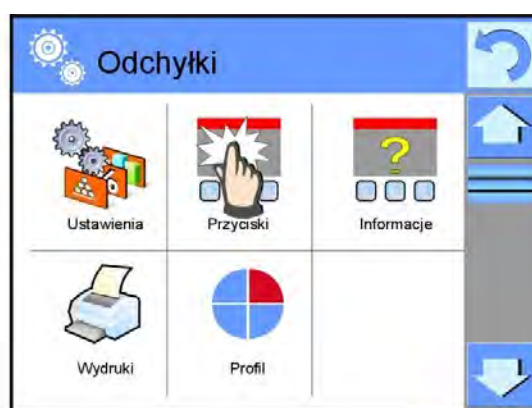 Odchyłki
Ustawienia
Przyciski
Informacje
?
Wydruki
Profil